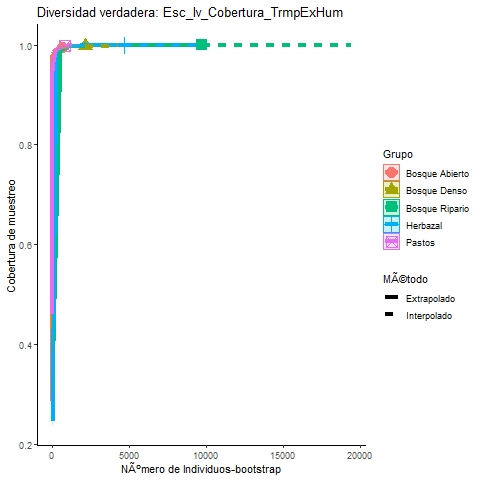 Diversidad verdadera: Esc_Iv_Cobertura_TrmpExHum
Cobertura de muestreo
1.0
0.8
0.6
0.4
0.2
0
5000
10000
15000
20000
NÃºmero de Individuos-bootstrap
Grupo
Bosque Abierto
Bosque Denso
Bosque Ripario
Herbazal
Pastos
MÃ©todo
Extrapolado
Interpolado